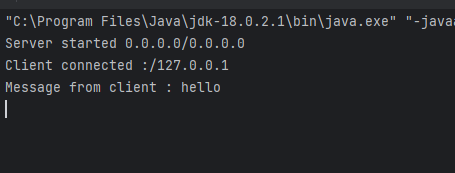 "C:\Program Files\Java\jdk-18.0.2.1\bin\java.exe" "-java
Server started 0.0.0.0/0.0.0.0
Client connected :/127.0.0.1
Message from client : hello